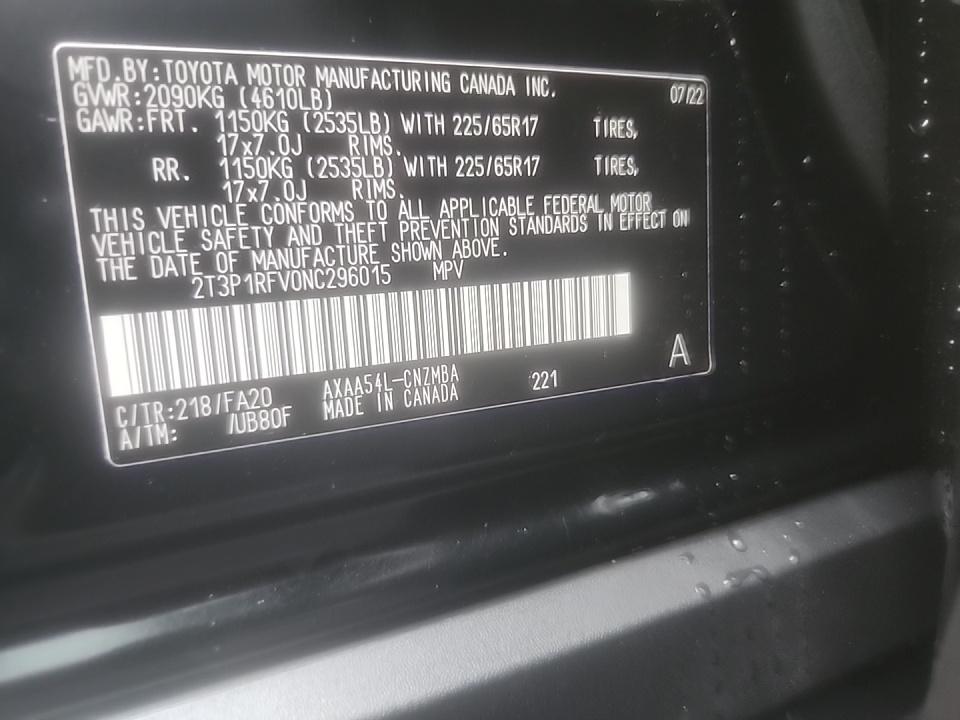 MFD.BY:TOYOTA MOTOR MANUFACTURING CANADA INC. 07/22
GVWR:2090KG (4610LB)
GAWR:FRT. 1150KG (2535LB) WITH 225/65R17 TIRES,
17x7.0J RIMS.
RR. 1150KG (2535LB) WITH 225/65R17 TIRES,
17x7.0J RIMS.
THIS VEHICLE CONFORMS TO ALL APPLICABLE FEDERAL MOTOR
VEHICLE SAFETY AND THEFT PREVENTION STANDARDS IN EFFECT ON
THE DATE OF MANUFACTURE SHOWN ABOVE.
2T3P1RFV0NC296015 MPV
A
C/TR:218/FA20 AXAA54L-CNZMBA 221
A/TM: /UB80F MADE IN CANADA